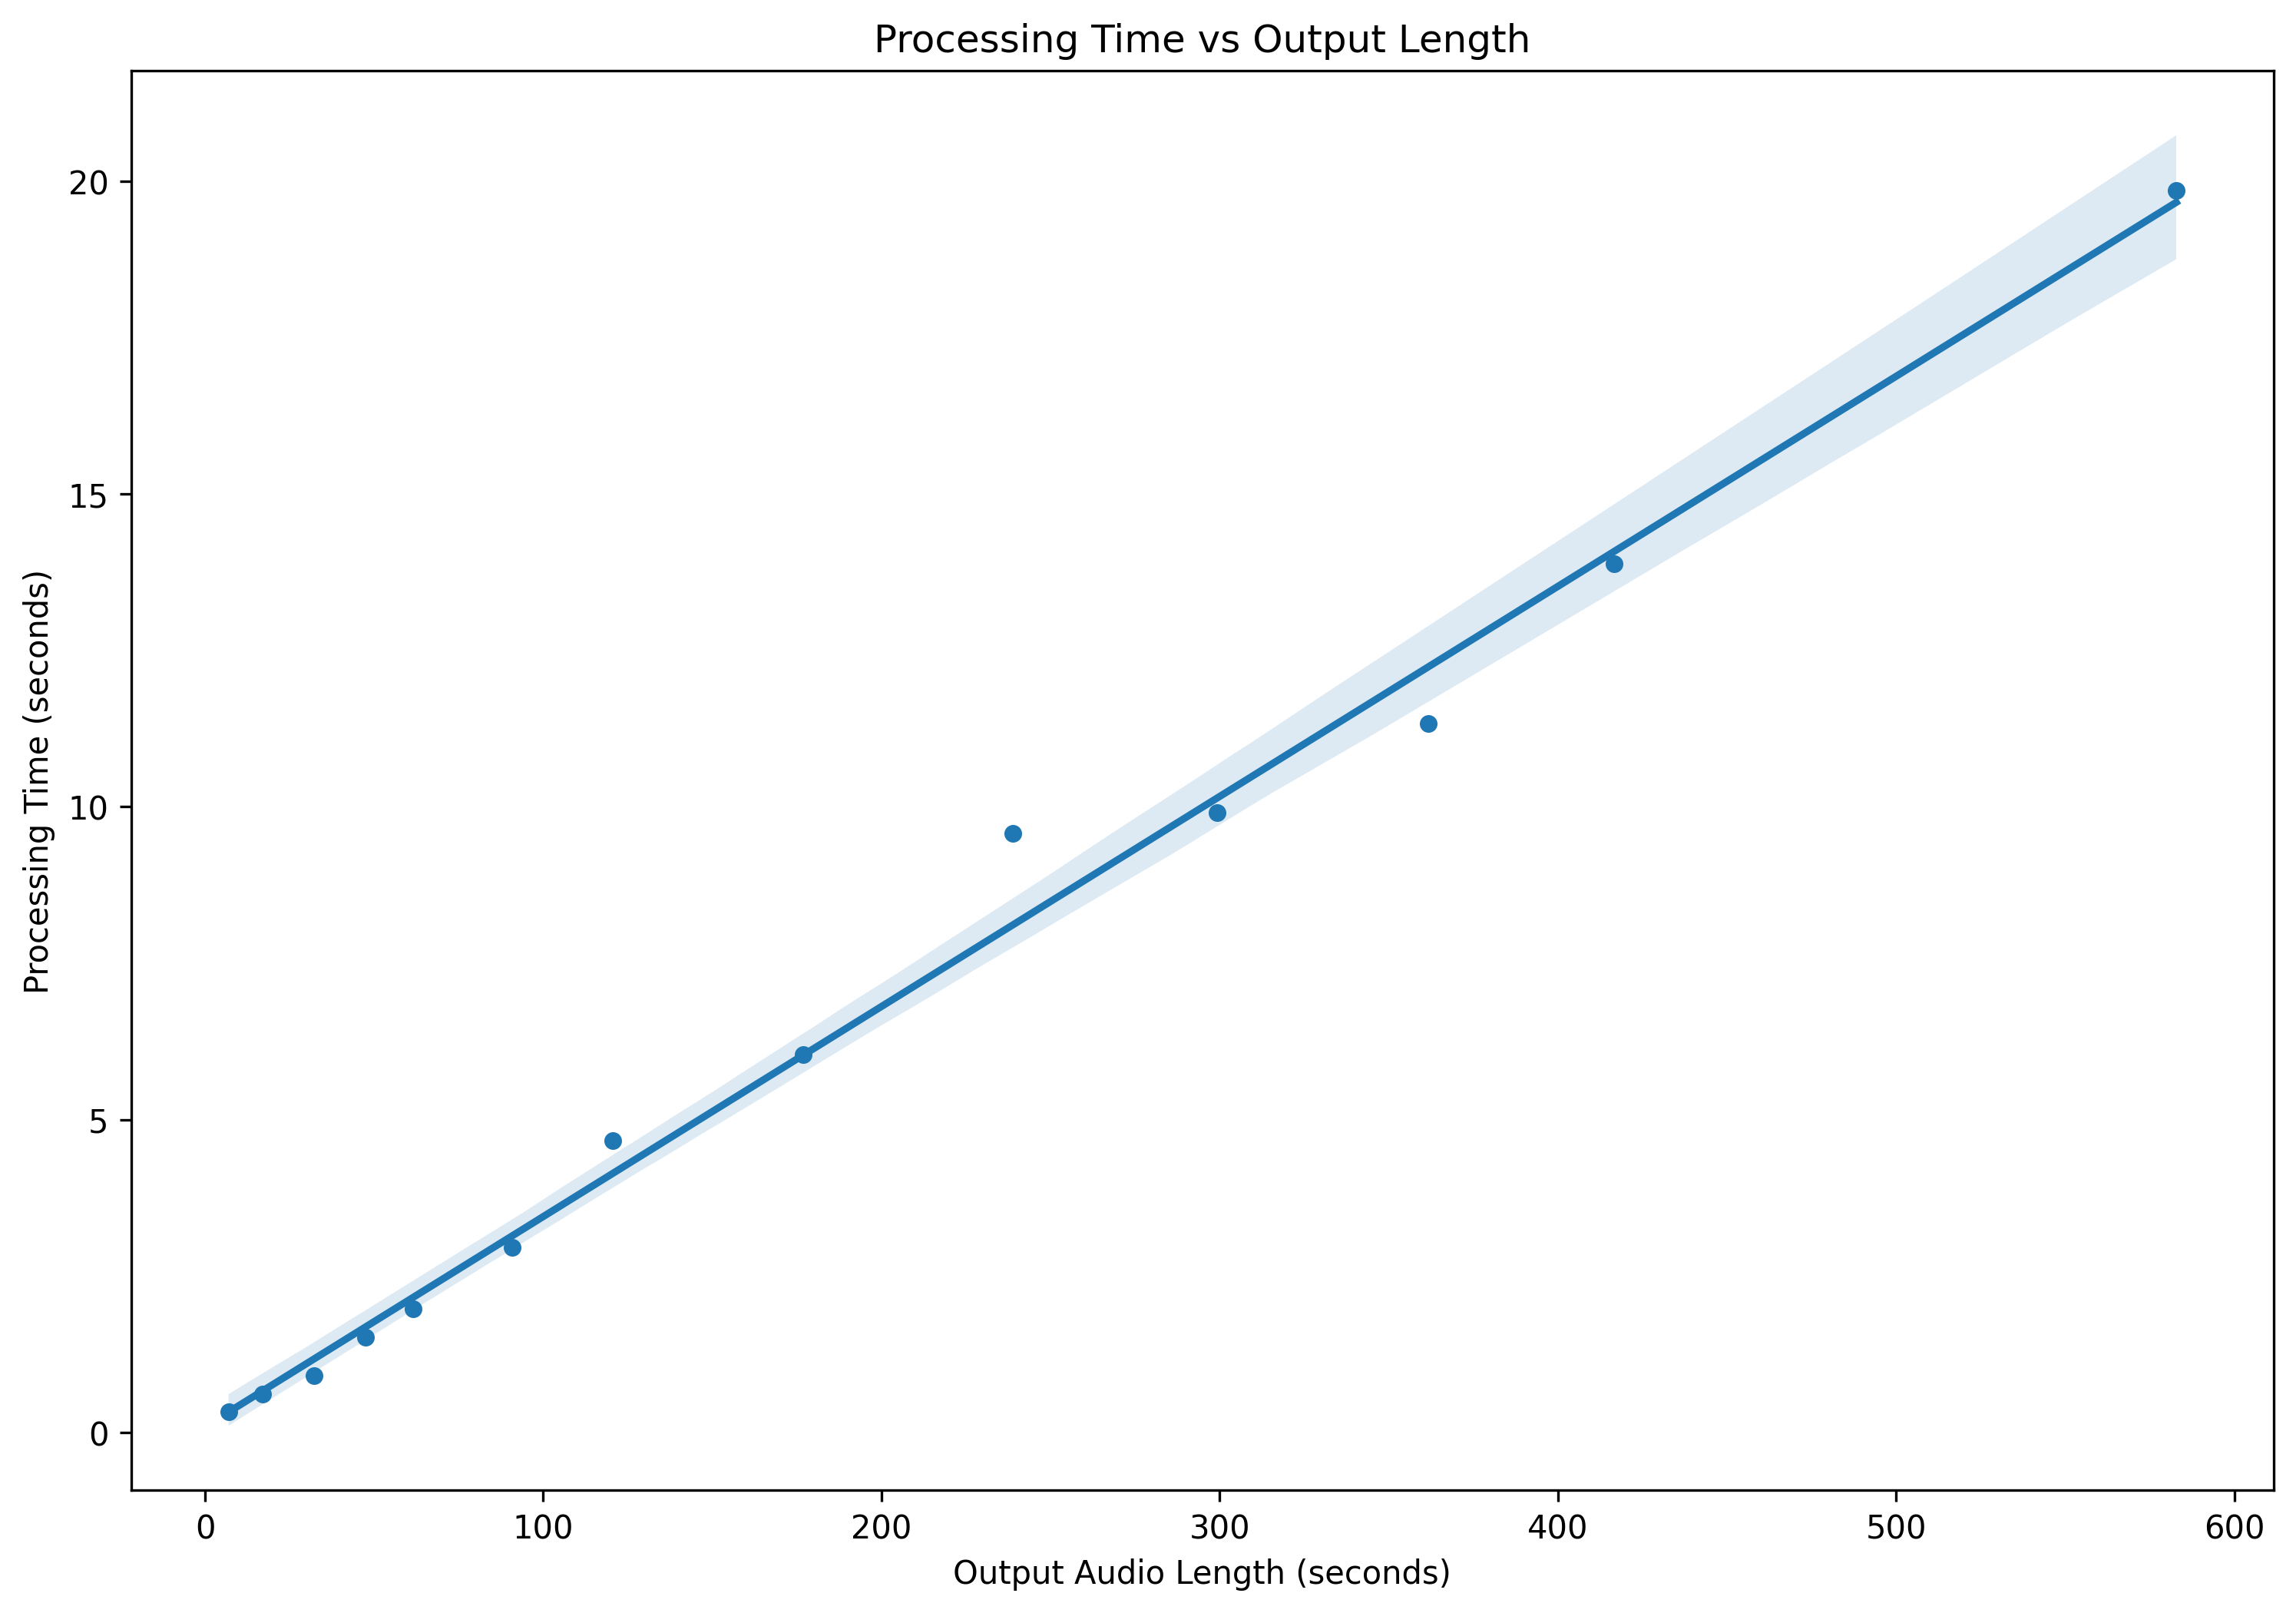 Processing Time vs Output Length
20
15
10
5
0
Processing Time (seconds)
0 100 200 300 400 500 600
Output Audio Length (seconds)